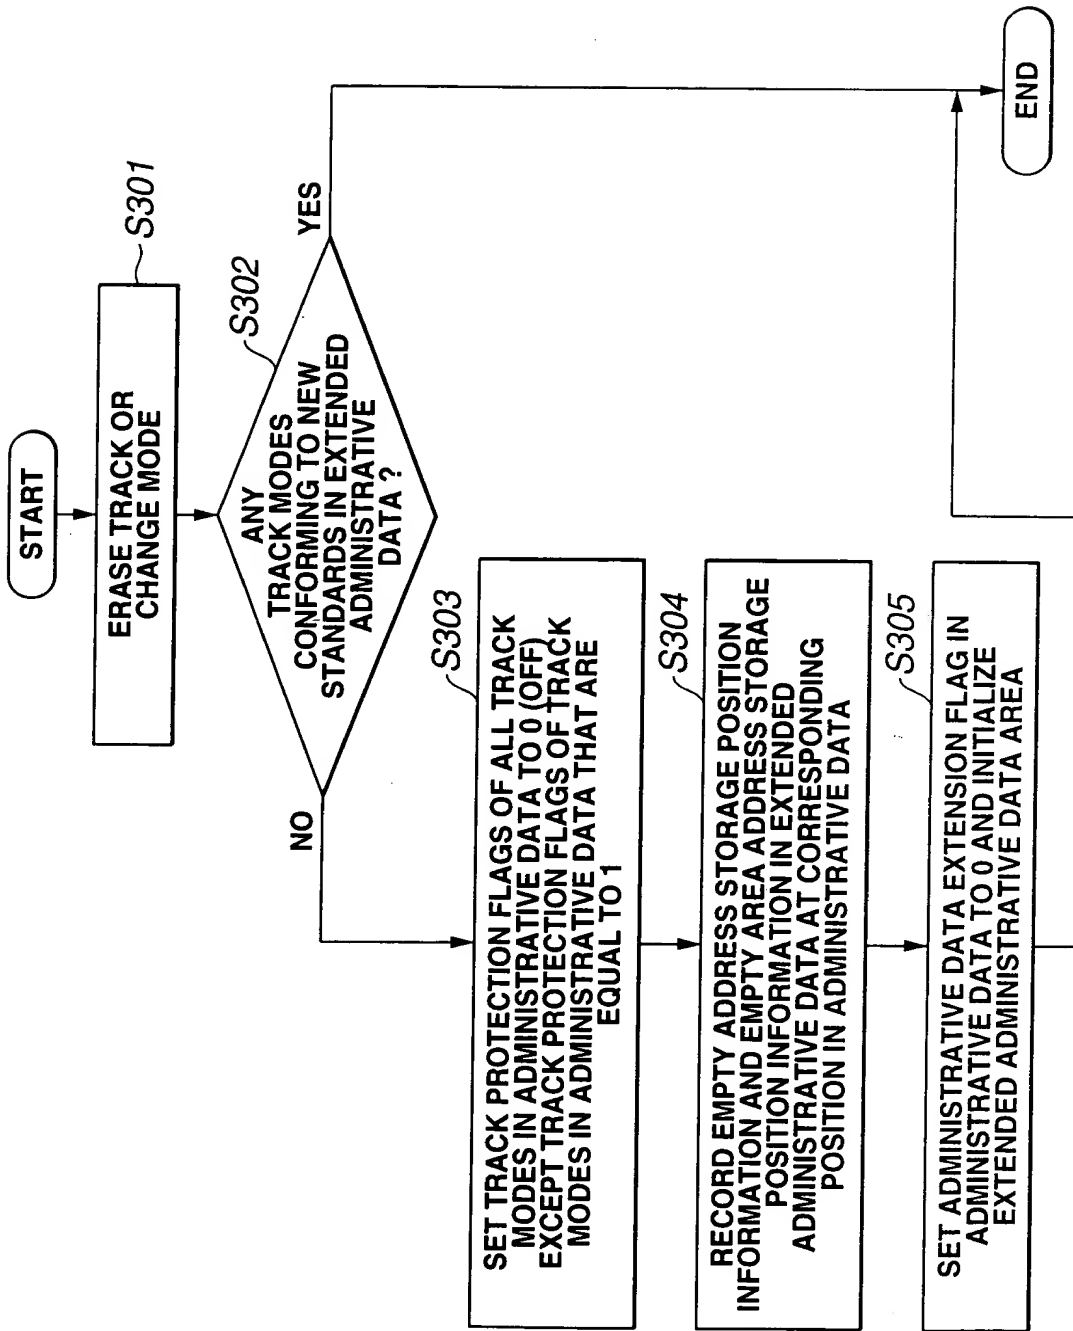 START
ERASE TRACK OR
CHANGE MODE
S301
ANY
TRACK MODES
CONFORMING TO NEW
STANDARDS IN EXTENDED
ADMINISTRATIVE
DATA ?
S302
YES
NO
SET TRACK PROTECTION FLAGS OF ALL TRACK
MODES IN ADMINISTRATIVE DATA TO 0 (OFF)
EXCEPT TRACK PROTECTION FLAGS OF TRACK
MODES IN ADMINISTRATIVE DATA THAT ARE
EQUAL TO 1
S303
RECORD EMPTY ADDRESS STORAGE POSITION
INFORMATION AND EMPTY AREA ADDRESS STORAGE
POSITION INFORMATION IN EXTENDED
ADMINISTRATIVE DATA AT CORRESPONDING
POSITION IN ADMINISTRATIVE DATA
S304
SET ADMINISTRATIVE DATA EXTENSION FLAG IN
ADMINISTRATIVE DATA TO 0 AND INITIALIZE
EXTENDED ADMINISTRATIVE DATA AREA
S305
END